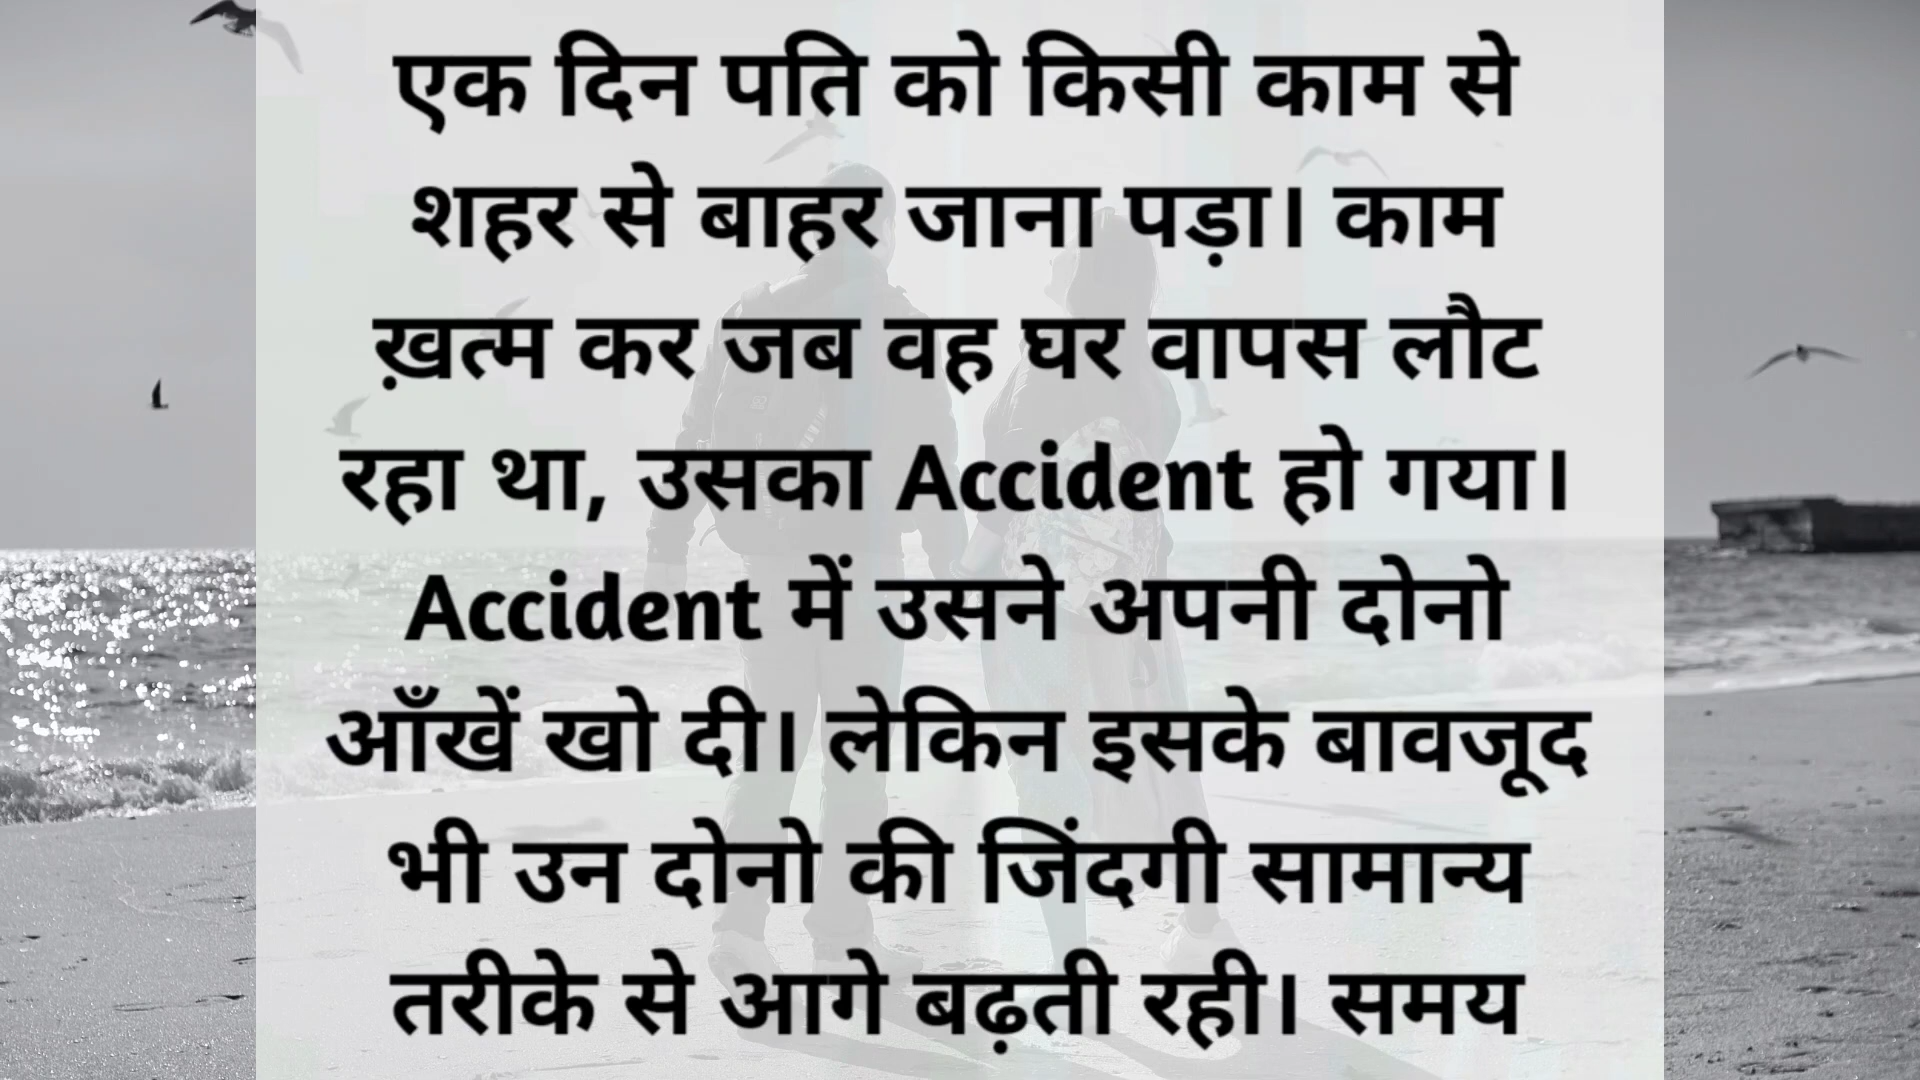 एक दिन पति को किसी काम से
शहर से बाहर जाना पड़ा। काम
ख़त्म कर जब वह घर वापस लौट
रहा था, उसका Accident हो गया।
Accident में उसने अपनी दोनो
आँखें खो दी। लेकिन इसके बावजूद
भी उन दोनो की जिंदगी सामान्य
तरीके से आगे बढ़ती रही। समय